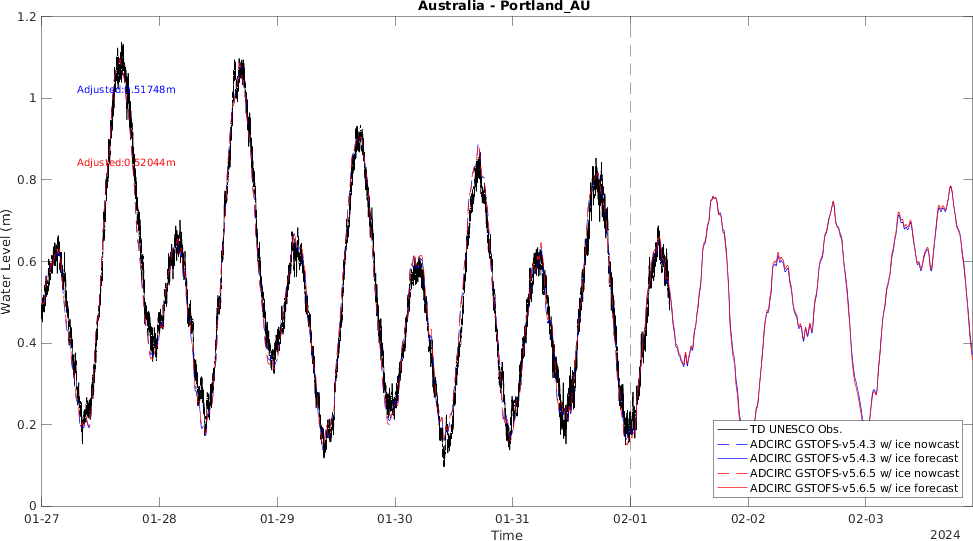 Australia - Portland_AU
1.2
1
0.8
0.6
0.4
0.2
0
Water Level (m)
Adjusted:0.51748m
Adjusted:0.52044m
TD UNESCO Obs.
ADCIRC GSTOFS-v5.4.3 w/ ice nowcast
ADCIRC GSTOFS-v5.4.3 w/ ice forecast
ADCIRC GSTOFS-v5.6.5 w/ ice nowcast
ADCIRC GSTOFS-v5.6.5 w/ ice forecast
01-27 01-28 01-29 01-30 01-31 02-01 02-02 02-03
Time
2024